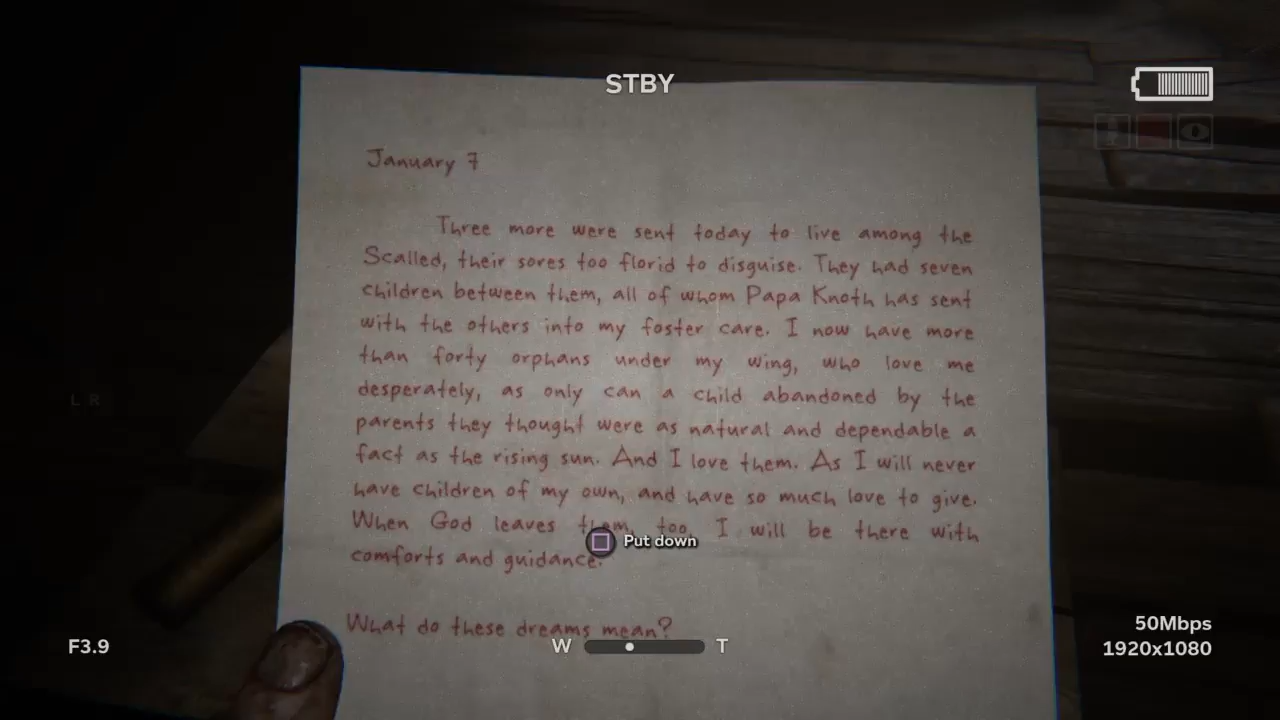 STBY
January 7
Three more were sent today to live among the
Scalled, their sores too florid to disguise. They had seven
children between them, all of whom Papa Knoth has sent
with the others into my foster care. I now have more
than forty orphans under my wing, who love me
desperately, as only can a child abandoned by the
parents they thought were as natural and dependable a
fact as the rising sun. And I love them. As I will never
have children of my own, and have so much love to give.
When God leaves them, too, I will be there with
Put down
comforts and guidance.
What do these dreams mean?
L R
F3.9
W T
50Mbps
1920x1080